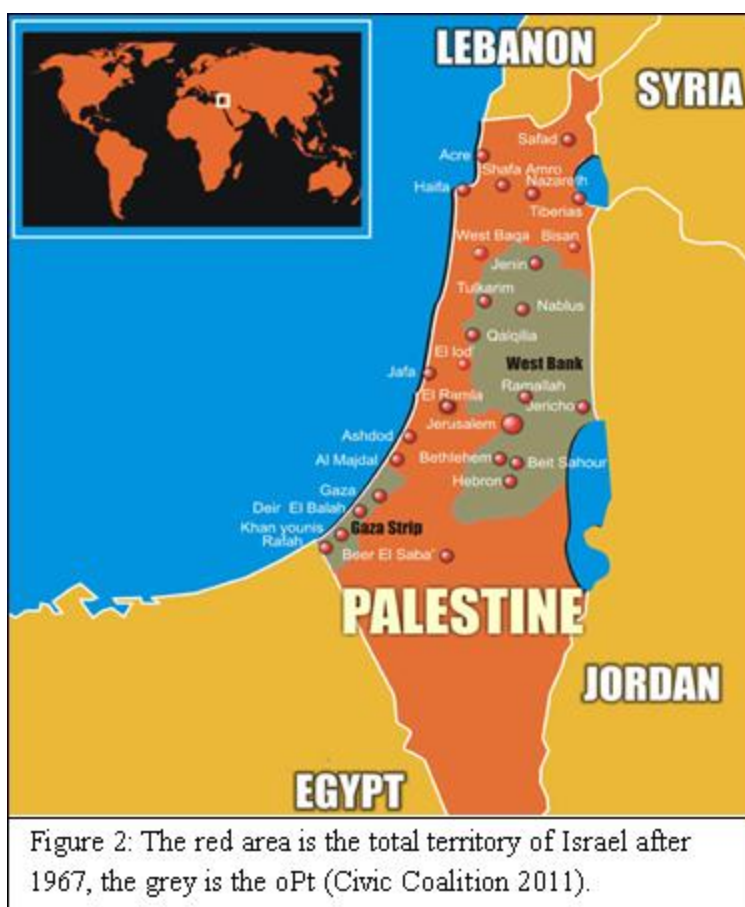 LEBANON
SYRIA
Safad
Acre
Shafa Amro
Nazareth
Haifa
Tiberias
West Baqa
Bisan
Jenin
Tulkarim
Nablus
Qalqilia
El lod
West Bank
Jafa
Ramallah
El Ramla
Jericho
Jerusalem
Ashdod
Al Majdal
Bethlehem
Beit Sahour
Hebron
Gaza
Deir El Balah
Khan younis
Gaza Strip
Rafah
Beer El Saba'
PALESTINE
JORDAN
EGYPT
Figure 2: The red area is the total territory of Israel after
1967, the grey is the oPt (Civic Coalition 2011).